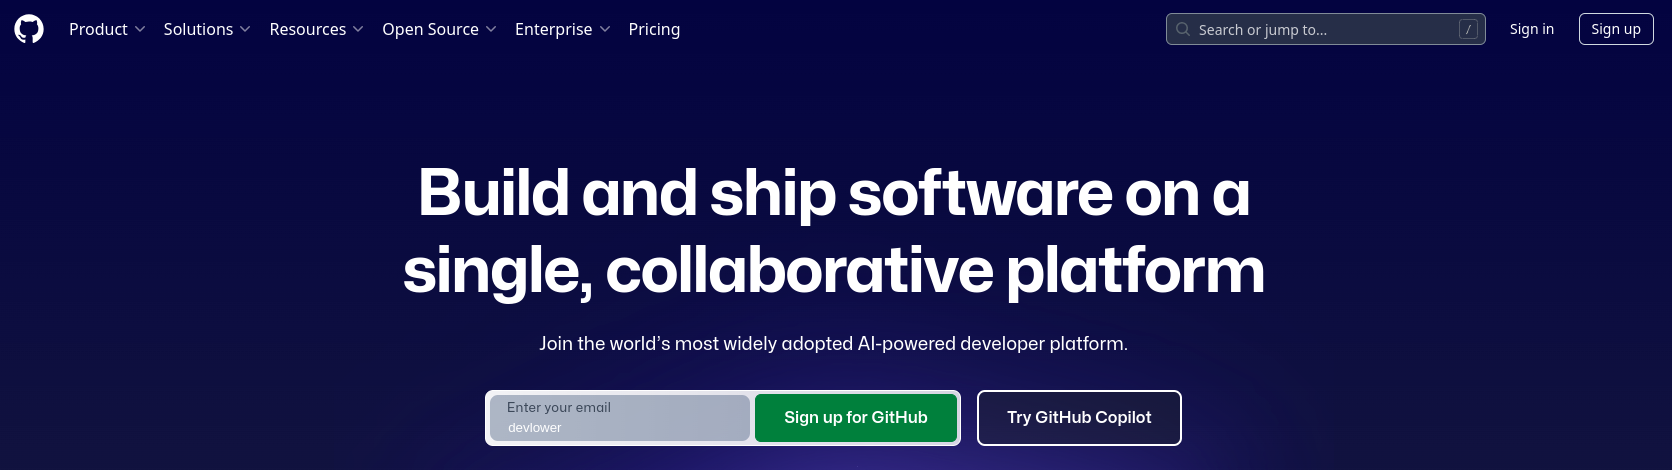 Product Solutions Resources Open Source Enterprise Pricing Search or jump to... / Sign in Sign up
Build and ship software on a
single, collaborative platform
Join the world's most widely adopted AI-powered developer platform.
Enter your email
devlower
Sign up for GitHub
Try GitHub Copilot